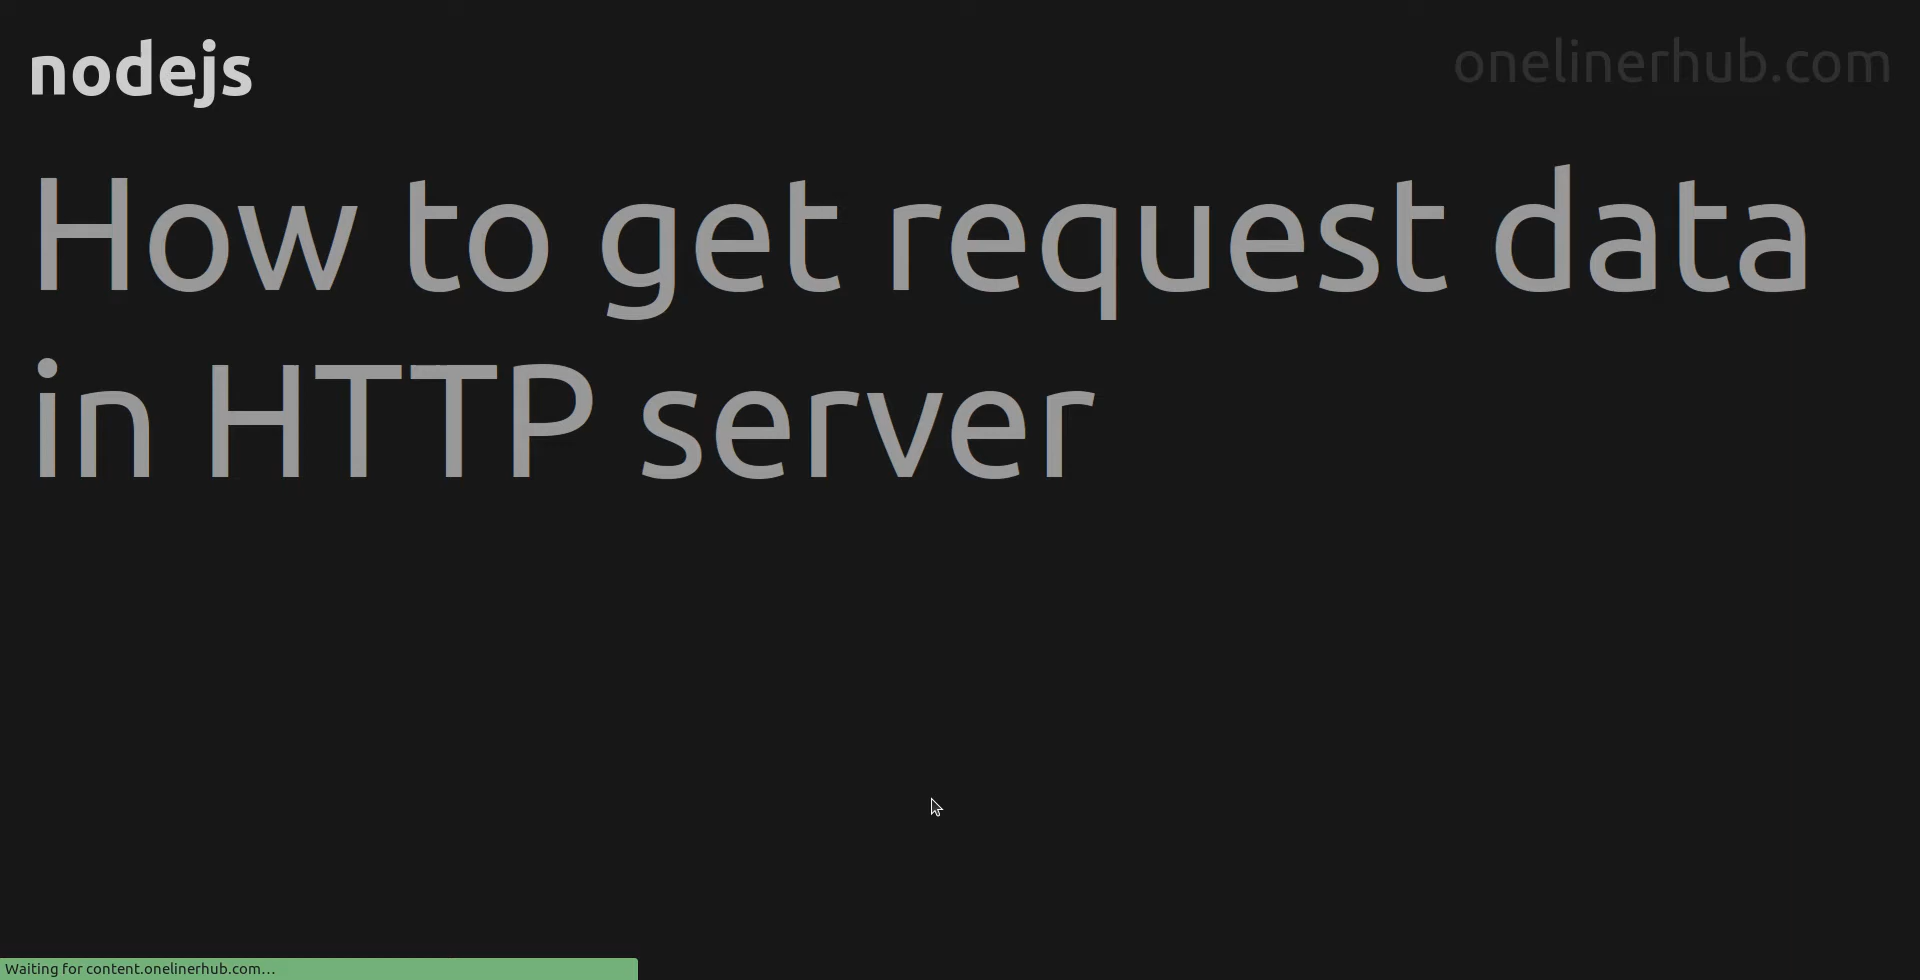 nodejs
onelinerhub.com
How to get request data
in HTTP server
Waiting for content.onelinerhub.com...